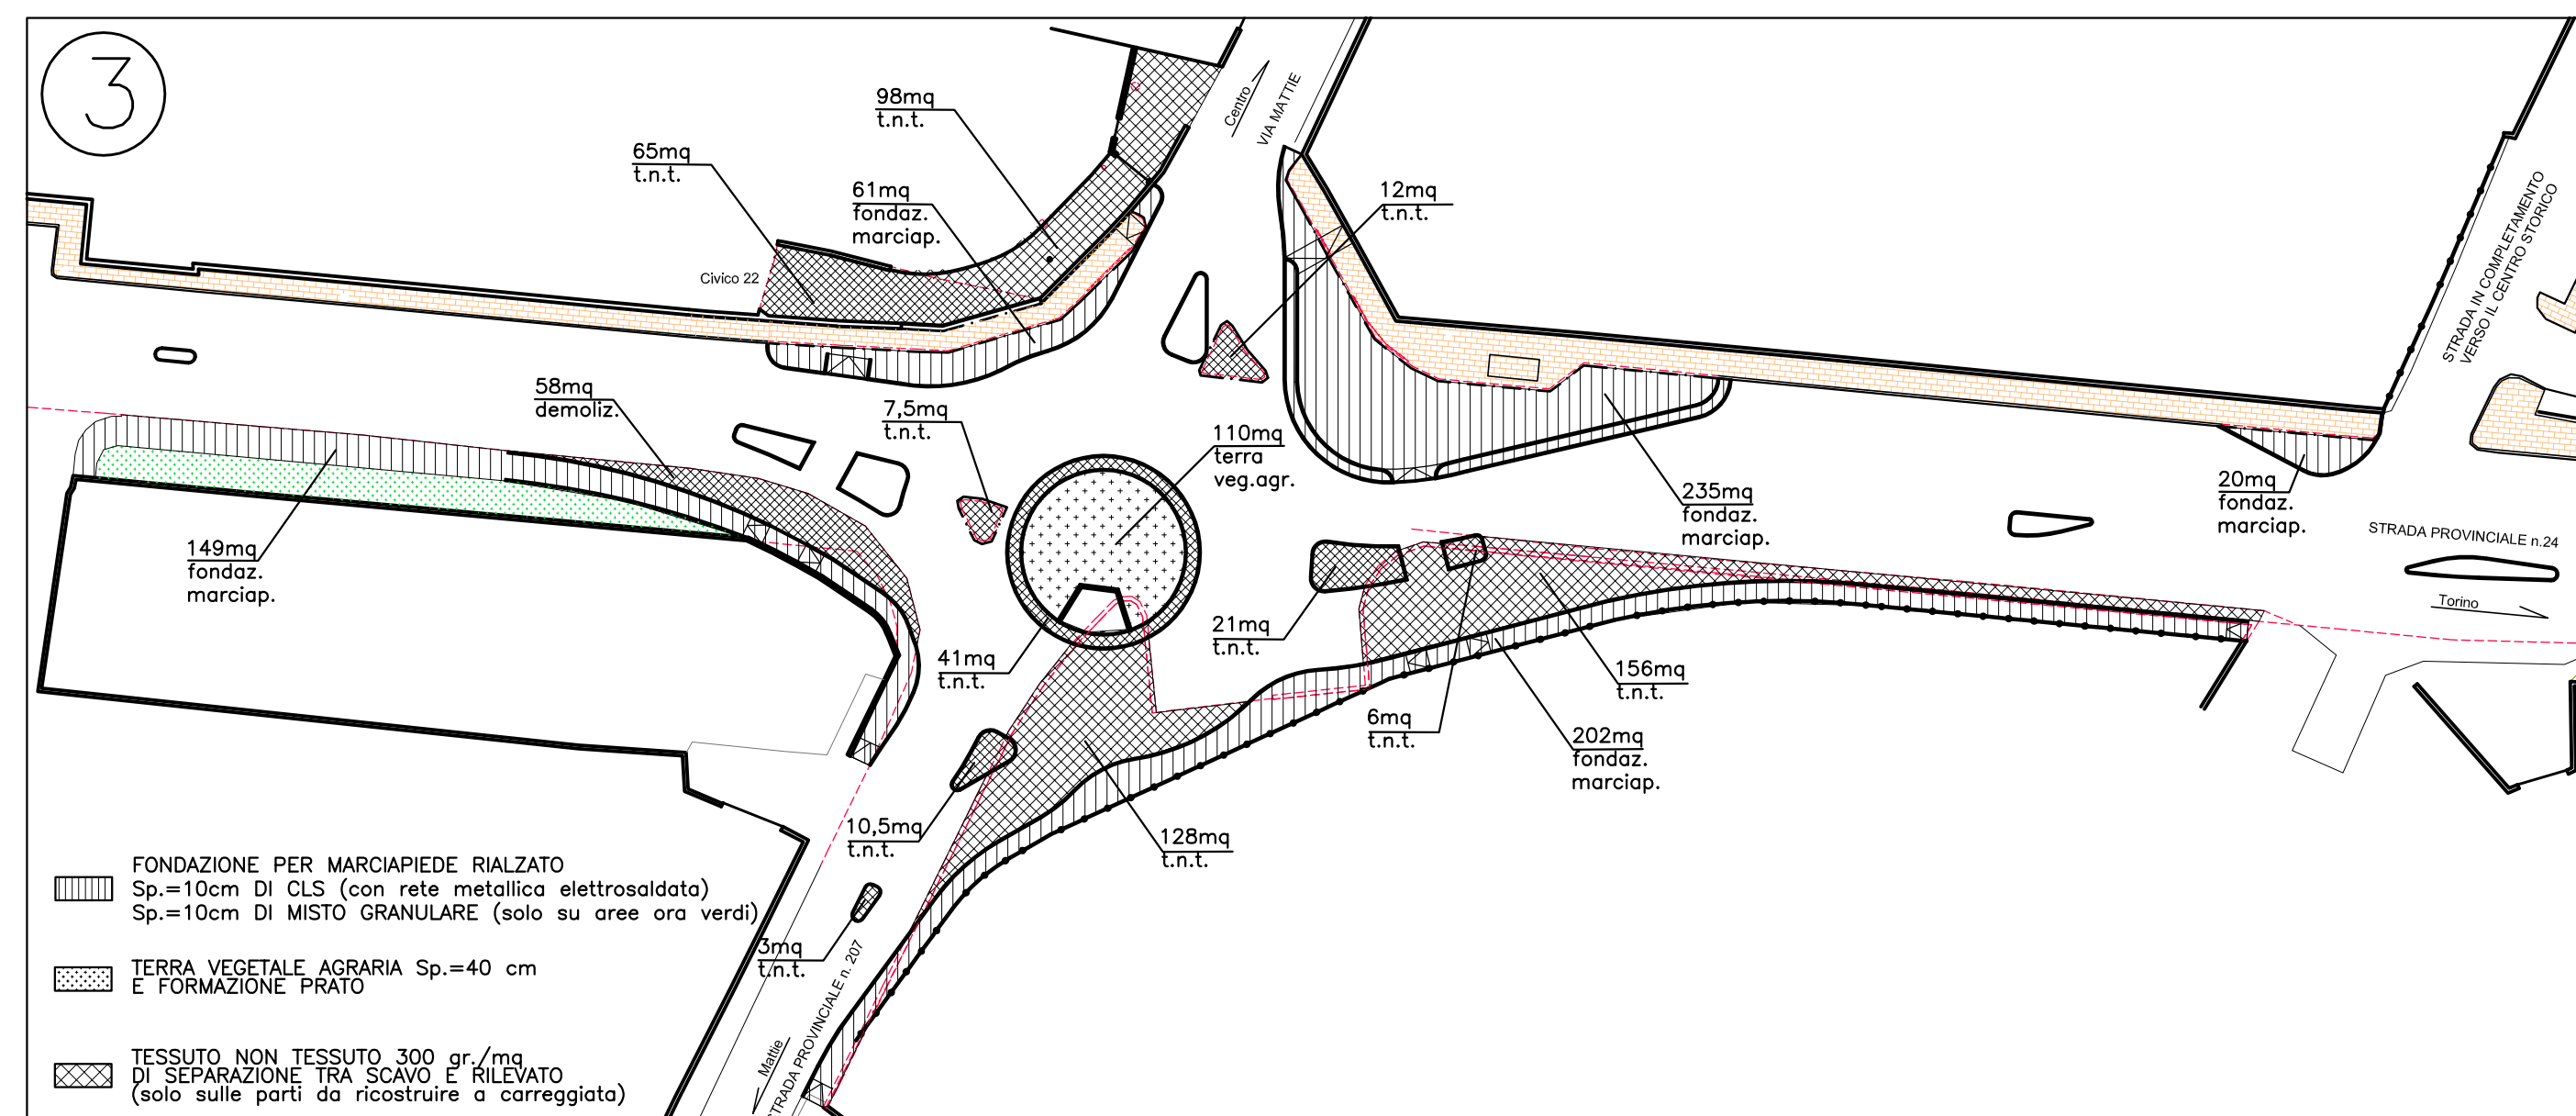 3
98mq
t.n.t.
65mq
t.n.t.
61mq
fondaz.
marciap.
Civico 22
Centro
VIA MATTIE
12mq
t.n.t.
STRADA IN COMPLETAMENTO
VERSO IL CENTRO STORICO
58mq
demoliz.
7,5mq
t.n.t.
110mq
terra
veg.agr.
235mq
fondaz.
marciap.
20mq
fondaz.
marciap.
STRADA PROVINCIALE n.24
Torino
149mq
fondaz.
marciap.
41mq
t.n.t.
21mq
t.n.t.
156mq
t.n.t.
6mq
t.n.t.
202mq
fondaz.
marciap.
10,5mq
t.n.t.
128mq
t.n.t.
3mq
t.n.t.
Mattie
STRADA PROVINCIALE n. 207
FONDAZIONE PER MARCIAPIEDE RIALZATO
Sp.=10cm DI CLS (con rete metallica elettrosaldata)
Sp.=10cm DI MISTO GRANULARE (solo su aree ora verdi)
TERRA VEGETALE AGRARIA Sp.=40 cm
E FORMAZIONE PRATO
TESSUTO NON TESSUTO 300 gr./mq
DI SEPARAZIONE TRA SCAVO E RILEVATO
(solo sulle parti da ricostruire a carreggiata)